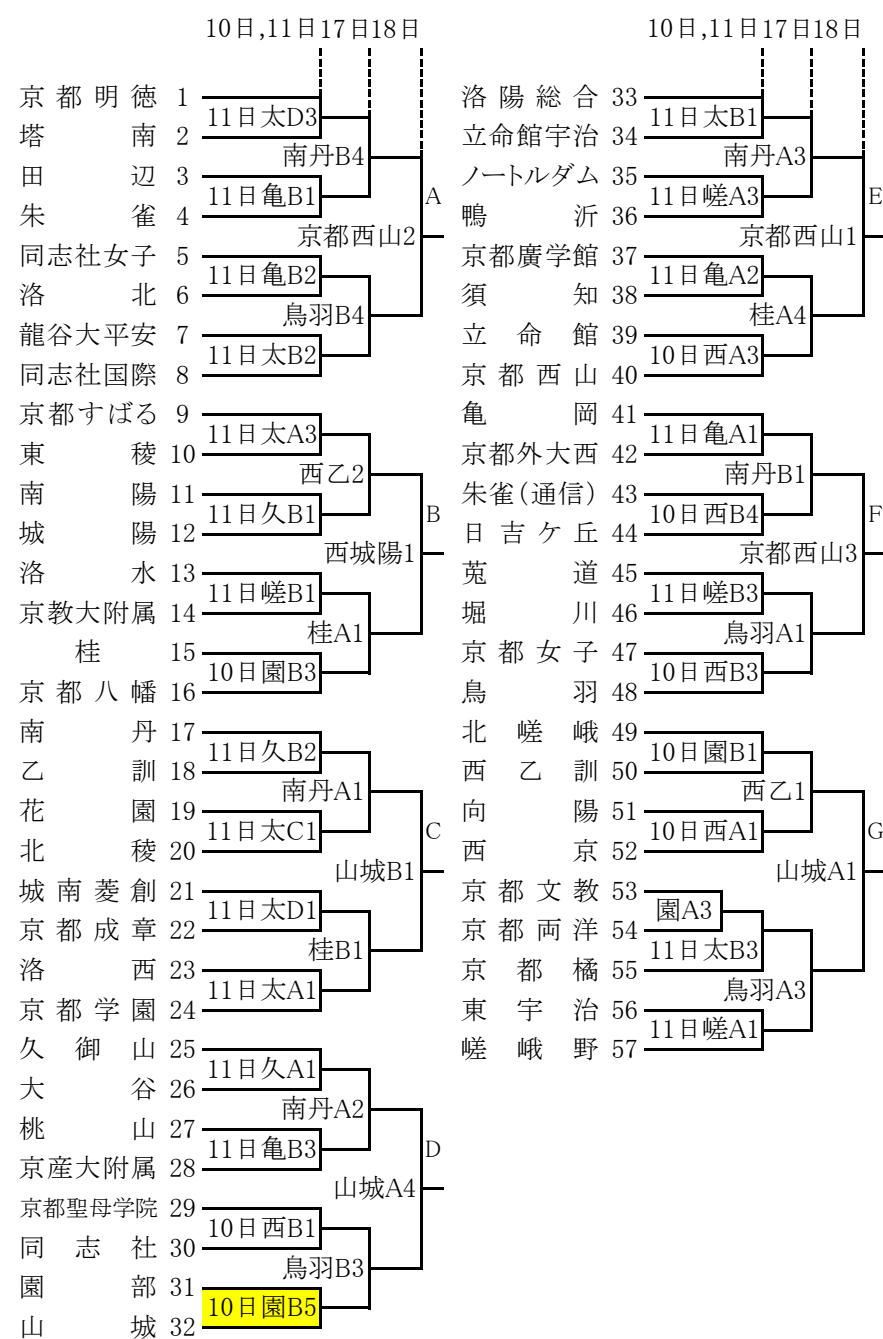 10日,11日17日18日
京都明徳 1
11日太D3
塔南 2
南丹B4
田辺 3
11日亀B1
朱雀 4
A
京都西山2
同志社女子 5
11日亀B2
洛北 6
鳥羽B4
龍谷大平安 7
11日太B2
同志社国際 8
京都すばる 9
11日太A3
東稜 10
西乙2
南陽 11
11日久B1
城陽 12
B
西城陽1
洛水 13
11日嵯B1
京教大附属 14
桂A1
桂 15
10日園B3
京都八幡 16
南丹 17
11日久B2
乙訓 18
南丹A1
花園 19
11日太C1
北稜 20
C
山城B1
城南菱創 21
11日太D1
京都成章 22
桂B1
洛西 23
11日太A1
京都学園 24
久御山 25
11日久A1
大谷 26
南丹A2
桃山 27
11日亀B3
京産大附属 28
D
山城A4
京都聖母学院 29
10日西B1
同志社 30
鳥羽B3
園部 31
10日園B5
山城 32
10日,11日17日18日
洛陽総合 33
11日太B1
立命館宇治 34
南丹A3
ノートルダム 35
11日嵯A3
鴨沂 36
E
京都西山1
京都廣学館 37
11日亀A2
須知 38
桂A4
立命館 39
10日西A3
京都西山 40
亀岡 41
11日亀A1
京都外大西 42
南丹B1
朱雀(通信) 43
10日西B4
日吉ケ丘 44
F
京都西山3
莵道 45
11日嵯B3
堀川 46
鳥羽A1
京都女子 47
10日西B3
鳥羽 48
北嵯峨 49
10日園B1
西乙訓 50
西乙1
向陽 51
10日西A1
西京 52
G
山城A1
京都文教 53
園A3
京都両洋 54
11日太B3
京都橘 55
鳥羽A3
東宇治 56
11日嵯A1
嵯峨野 57